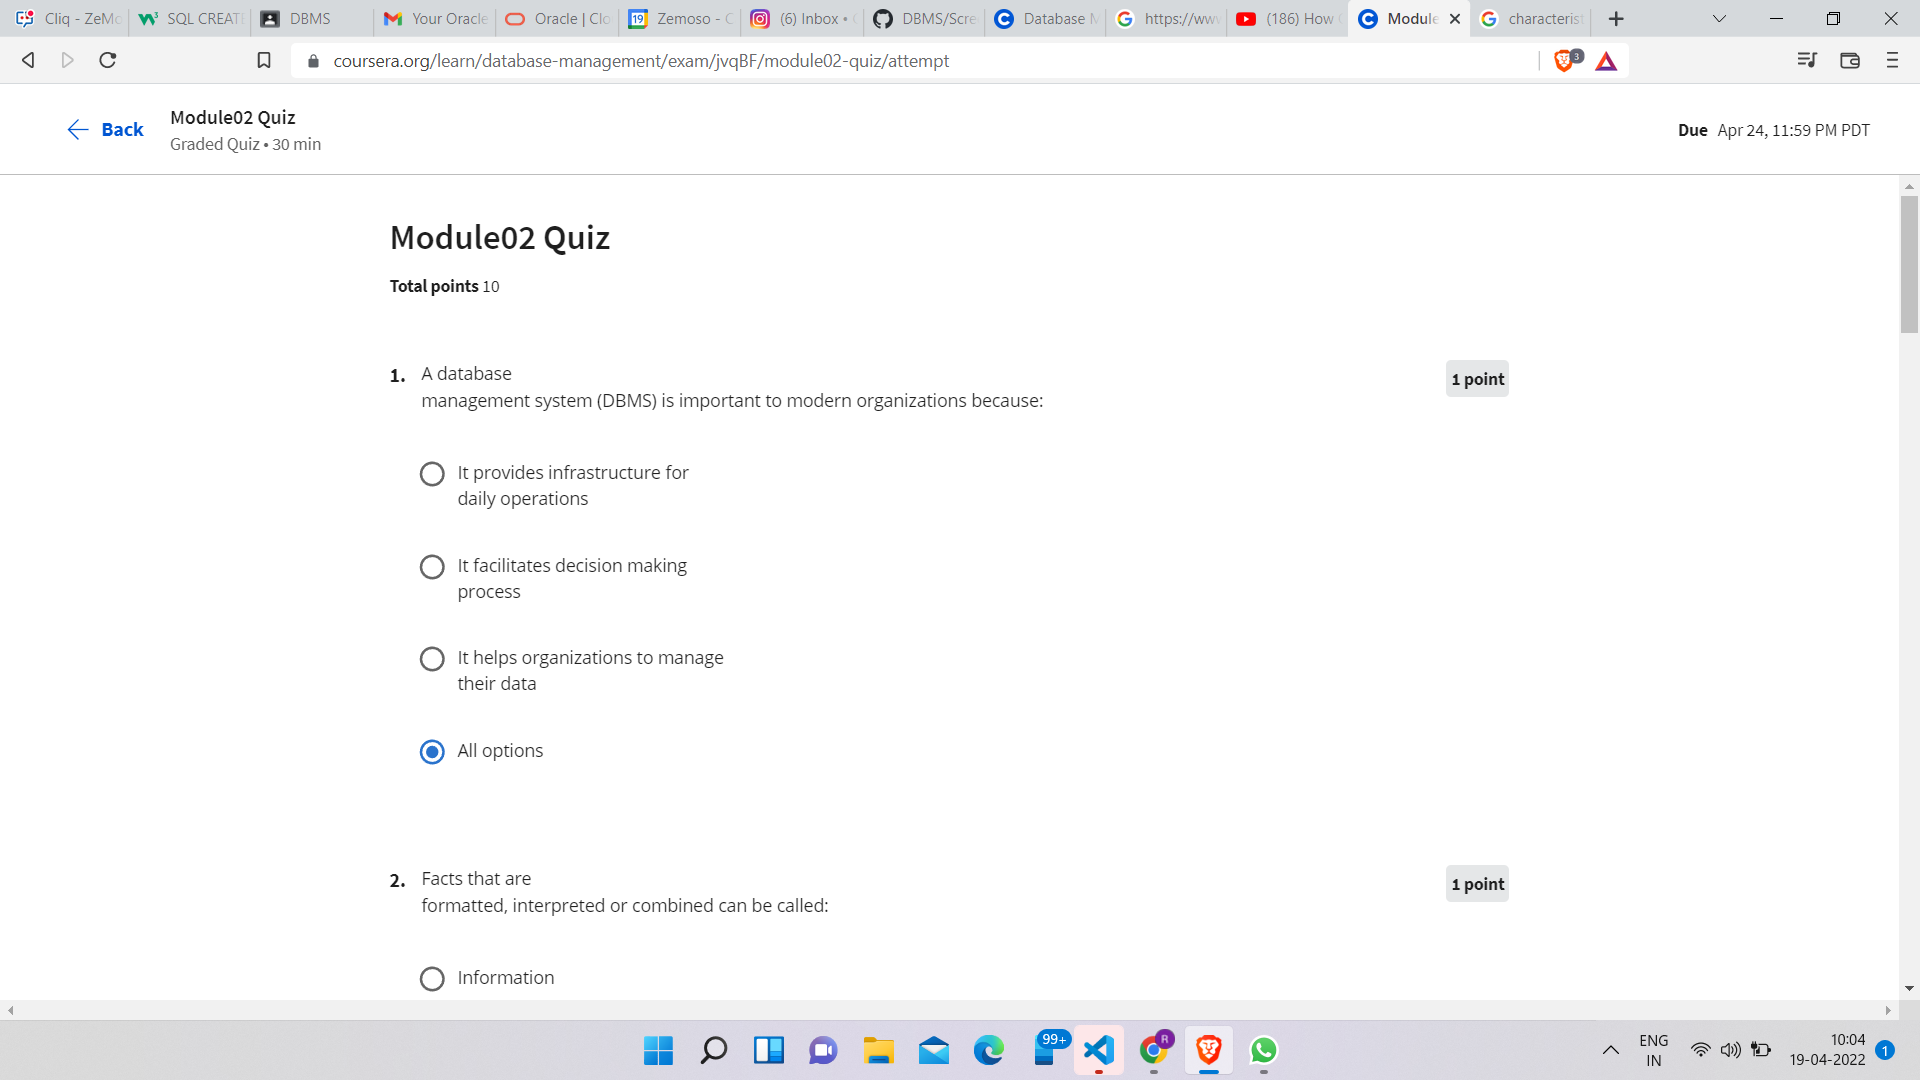 Cliq - ZeMo
SQL CREATE
DBMS
Your Oracle
Oracle | Clo
Zemoso - C
(6) Inbox •
DBMS/Scre
Database M
https://www
(186) How
Module
characterist
coursera.org/learn/database-management/exam/jvqBF/module02-quiz/attempt
3
Back
Module02 Quiz
Graded Quiz • 30 min
Due Apr 24, 11:59 PM PDT
Module02 Quiz
Total points 10
1. A database
management system (DBMS) is important to modern organizations because:
1 point
It provides infrastructure for
daily operations
It facilitates decision making
process
It helps organizations to manage
their data
All options
2. Facts that are
formatted, interpreted or combined can be called:
1 point
Information
99+
R
ENG
IN
10:04
19-04-2022
1